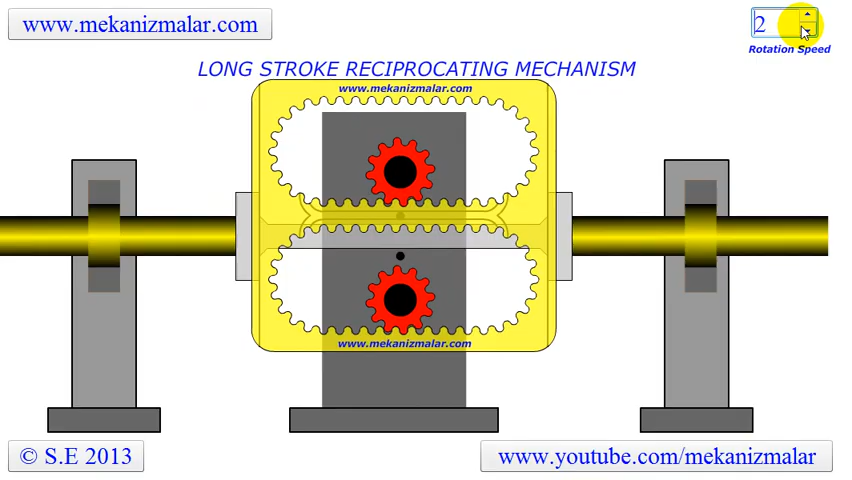 www.mekanizmalar.com
2
Rotation Speed
LONG STROKE RECIPROCATING MECHANISM
www.mekanizmalar.com
www.mekanizmalar.com
© S.E 2013
www.youtube.com/mekanizmalar